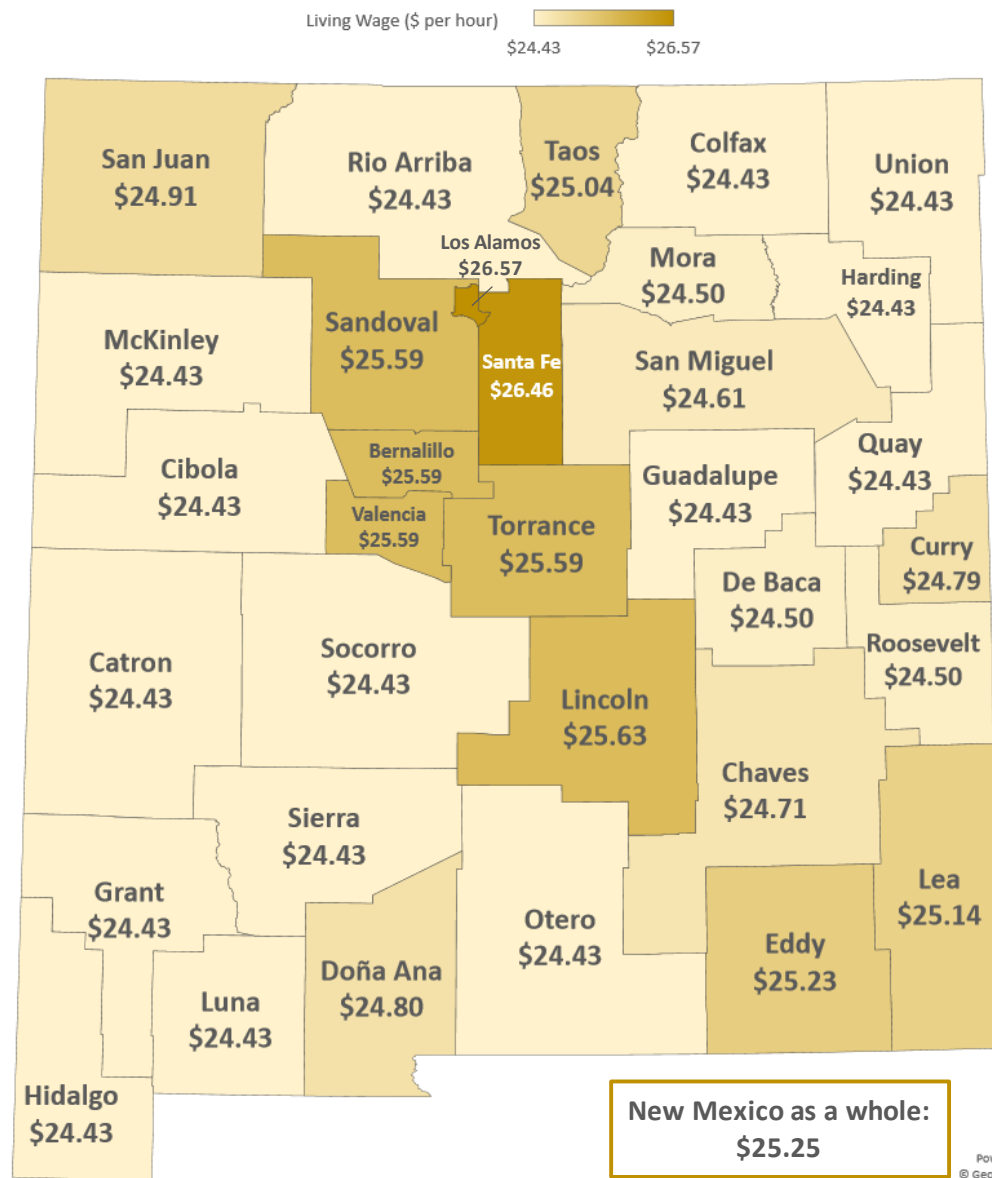 Living Wage ($ per hour)
$24.43
$26.57
San Juan
$24.91
Rio Arriba
$24.43
Taos
$25.04
Colfax
$24.43
Union
$24.43
Los Alamos
$26.57
Mora
$24.50
Harding
$24.43
McKinley
$24.43
Sandoval
$25.59
Santa Fe
$26.46
San Miguel
$24.61
Cibola
$24.43
Bernalillo
$25.59
Valencia
$25.59
Torrance
$25.59
Guadalupe
$24.43
Quay
$24.43
Curry
$24.79
De Baca
$24.50
Roosevelt
$24.50
Catron
$24.43
Socorro
$24.43
Lincoln
$25.63
Chaves
$24.71
Sierra
$24.43
Grant
$24.43
Otero
$24.43
Lea
$25.14
Eddy
$25.23
Doña Ana
$24.80
Luna
$24.43
Hidalgo
$24.43
New Mexico as a whole:
$25.25
Pow
© Geo